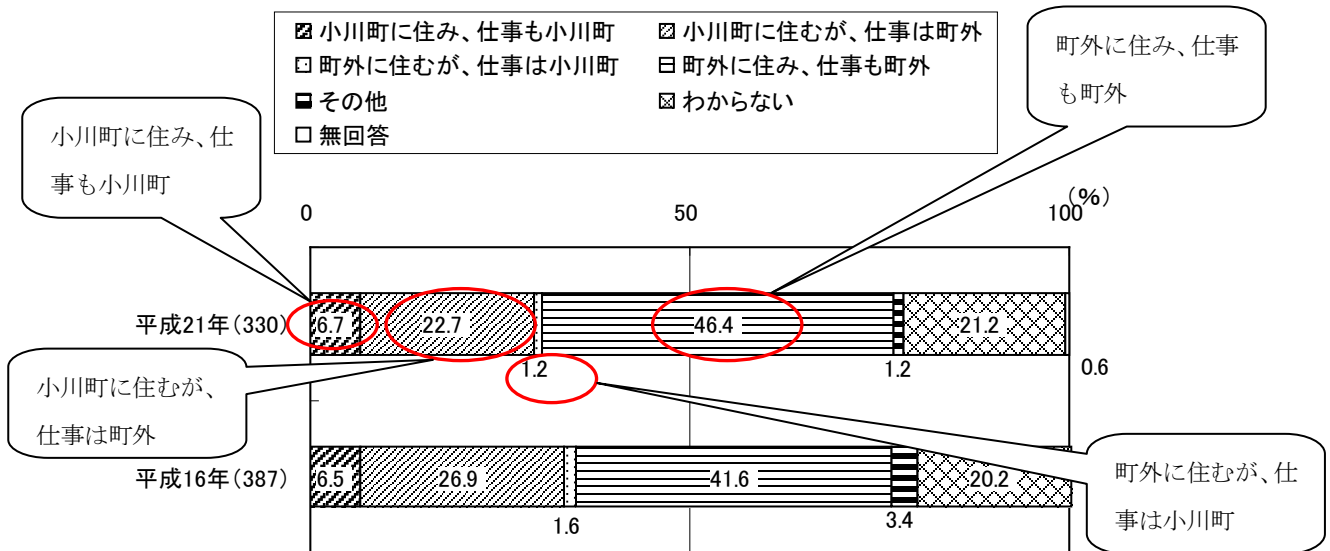 小川町に住み、仕事も小川町
小川町に住むが、仕事は町外
町外に住むが、仕事は小川町
町外に住み、仕事も町外
その他
わからない
無回答
町外に住み、仕事
も町外
小川町に住み、仕
事も小川町
0
50
100
(%)
平成21年(330)
6.7
22.7
46.4
21.2
1.2
1.2
0.6
小川町に住むが、
仕事は町外
平成16年(387)
6.5
26.9
41.6
20.2
1.6
3.4
町外に住むが、仕
事は小川町